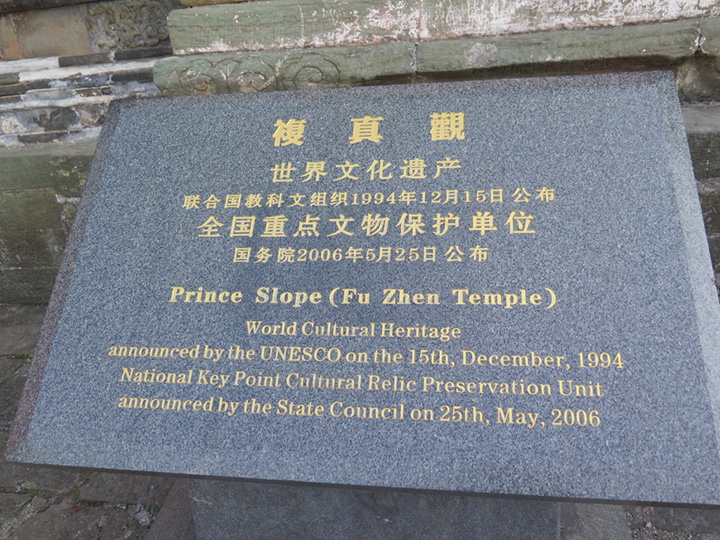 複真觀
世界文化遗产
联合国教科文组织1994年12月15日公布
全国重点文物保护单位
国务院2006年5月25日公布
Prince Slope (Fu Zhen Temple)
World Cultural Heritage
announced by the UNESCO on the 15th, December, 1994
National Key Point Cultural Relic Preservation Unit
announced by the State Council on 25th, May, 2006